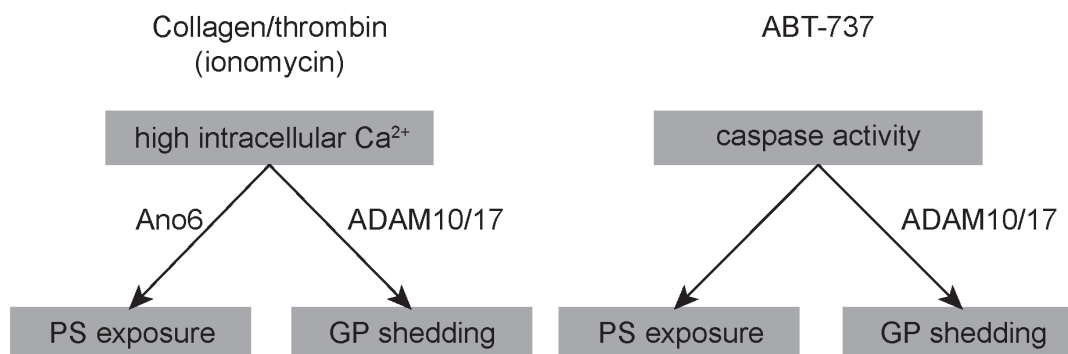 Collagen/thrombin
(ionomycin)
high intracellular Ca²⁺
Ano6
ADAM10/17
PS exposure
GP shedding
ABT-737
caspase activity
ADAM10/17
PS exposure
GP shedding